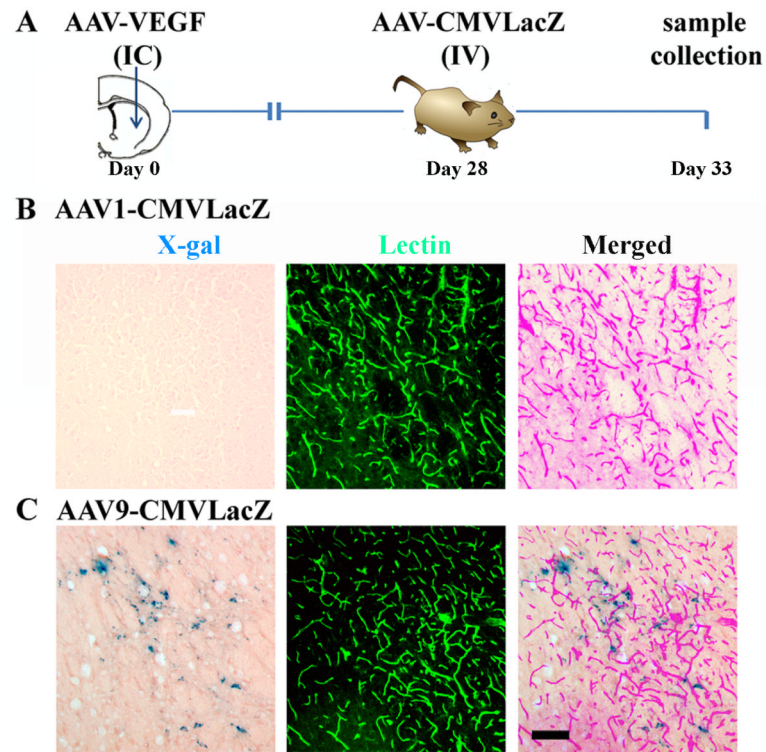 A AAV-VEGF (IC) AAV-CMVLacZ (IV) sample collection
Day 0 Day 28 Day 33
B AAV1-CMVLacZ
X-gal Lectin Merged
C AAV9-CMVLacZ